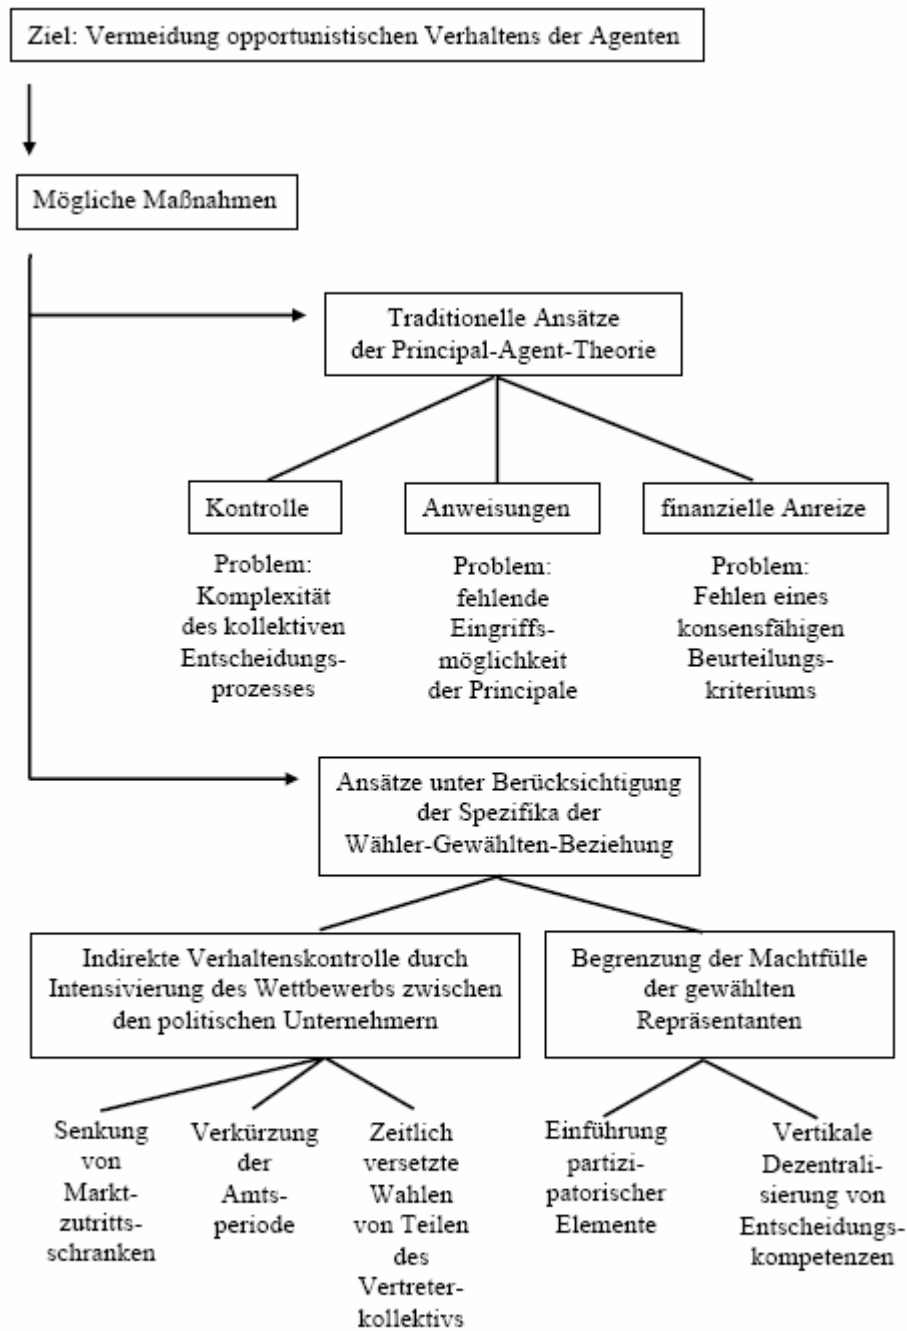 Ziel: Vermeidung opportunistischen Verhaltens der Agenten
Mögliche Maßnahmen
Traditionelle Ansätze
der Principal-Agent-Theorie
Kontrolle
Problem:
Komplexität
des kollektiven
Entscheidungs-
prozesses
Anweisungen
Problem:
fehlende
Eingriffs-
möglichkeit
der Principale
finanzielle Anreize
Problem:
Fehlen eines
konsensfähigen
Beurteilungs-
kriteriums
Ansätze unter Berücksichtigung
der Spezifika der
Wähler-Gewählten-Beziehung
Indirekte Verhaltenskontrolle durch
Intensivierung des Wettbewerbs zwischen
den politischen Unternehmern
Senkung
von
Markt-
zutritts-
schranken
Verkürzung
der
Amts-
periode
Zeitlich
versetzte
Wahlen
von Teilen
des
Vertreter-
kollektivs
Begrenzung der Machtfülle
der gewählten
Repräsentanten
Einführung
partizi-
patorischer
Elemente
Vertikale
Dezentrali-
sierung von
Entscheidungs-
kompetenzen